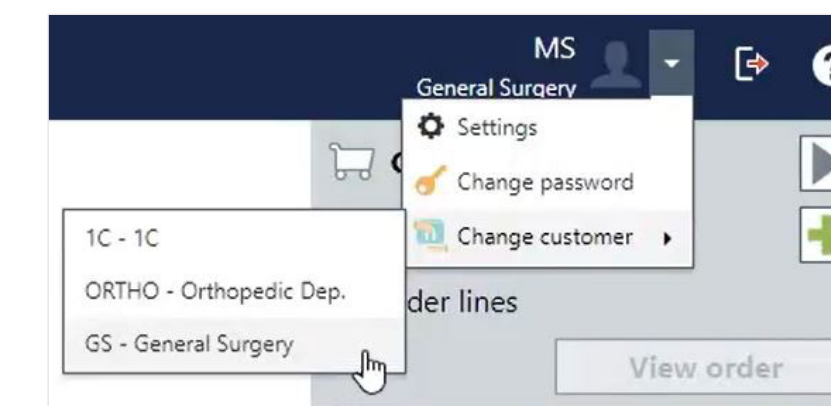 MS
General Surgery
Settings
Change password
Change customer
1C - 1C
ORTHO - Orthopedic Dep.
GS - General Surgery
der lines
View order